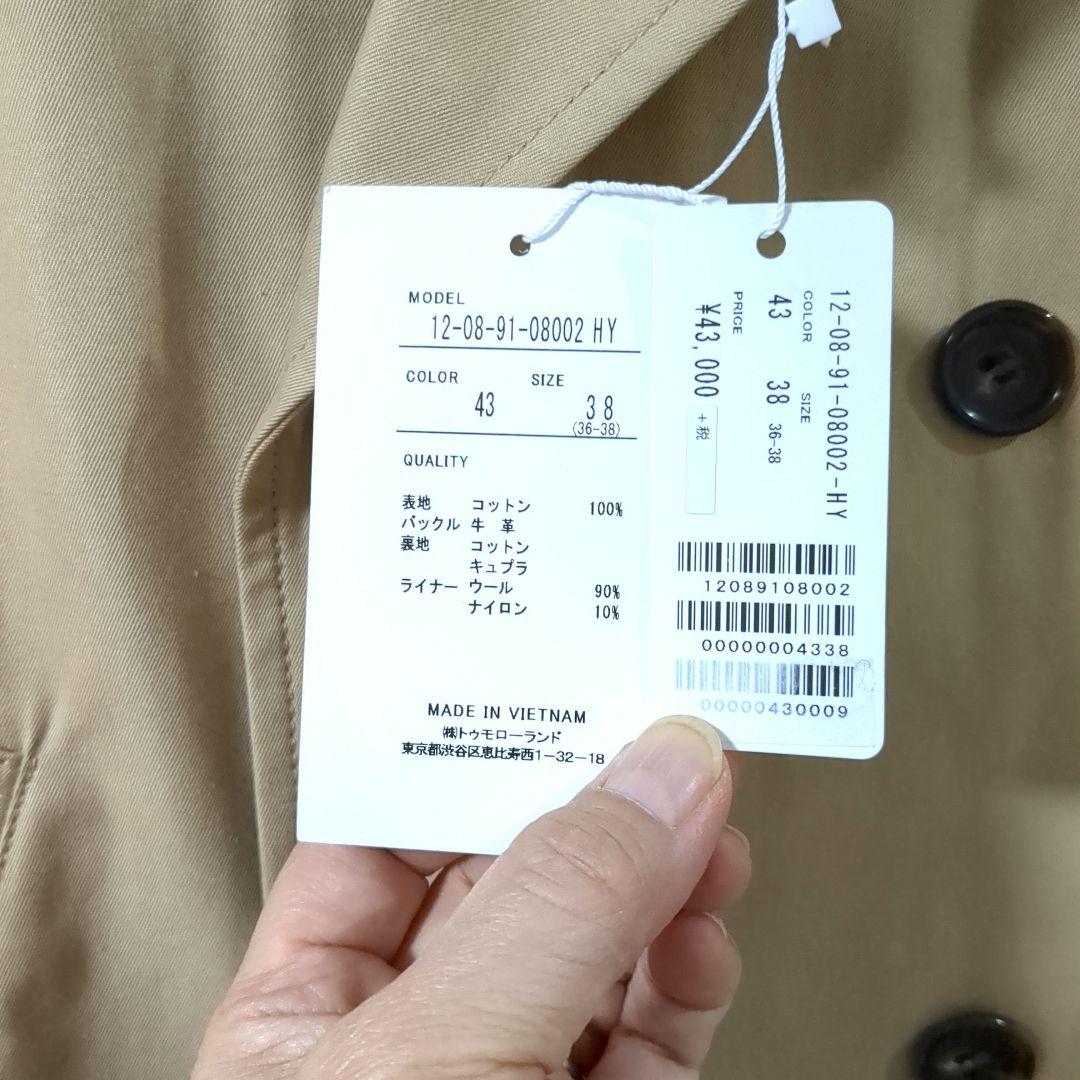 MODEL
12-08-91-08002 HY
COLOR SIZE
43 38
(36-38)
QUALITY
表地 コットン 100%
バックル 牛 革
裏地 コットン
キュプラ
ライナー ウール 90%
ナイロン 10%
MADE IN VIETNAM
㈱トゥモローランド
東京都渋谷区恵比寿西1-32-18
12-08-91-08002-HY
COLOR SIZE
43 38 36-38
PRICE
¥43,000 +税
12089108002
00000004338
00000430009